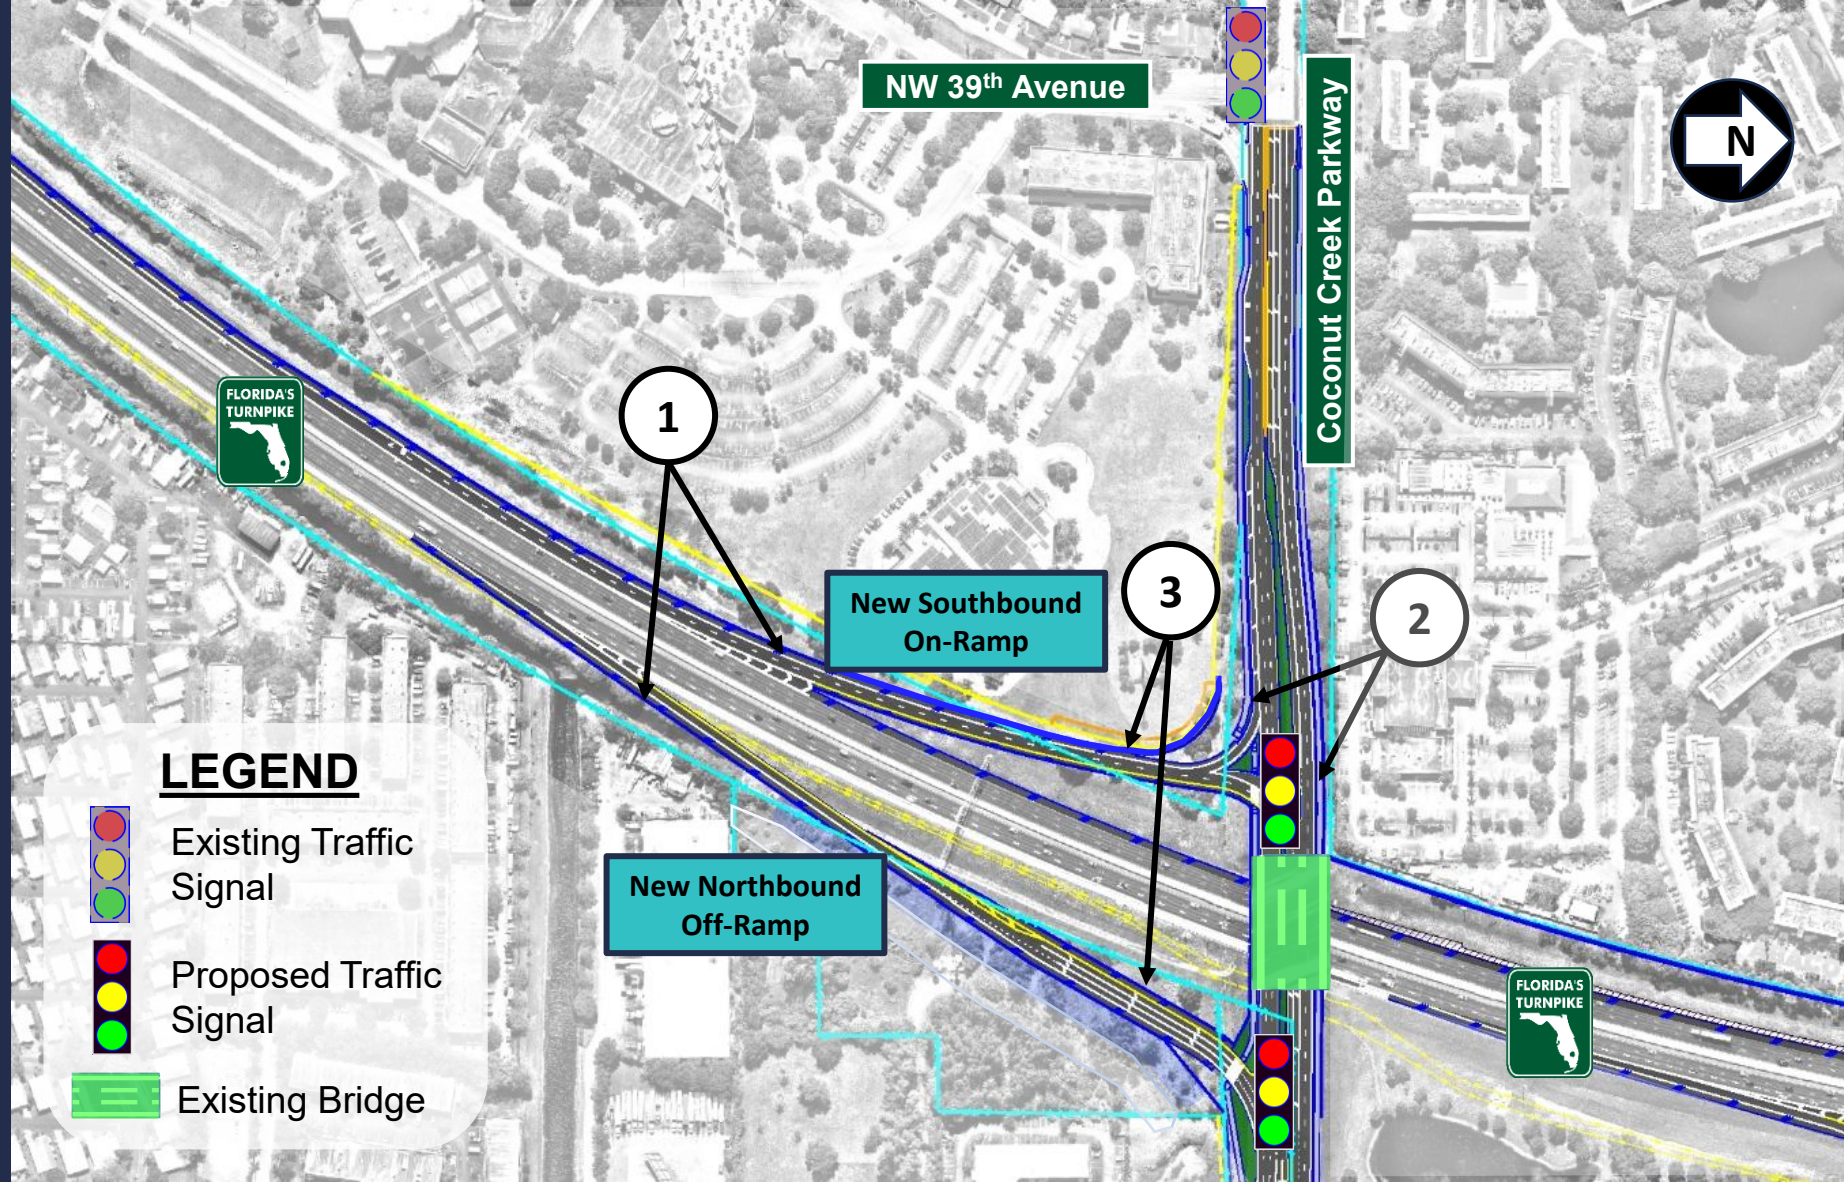 NW 39th Avenue
Coconut Creek Parkway
N
FLORIDA'S
TURNPIKE
1
New Southbound
On-Ramp
3
2
New Northbound
Off-Ramp
LEGEND
Existing Traffic
Signal
Proposed Traffic
Signal
Existing Bridge
FLORIDA'S
TURNPIKE